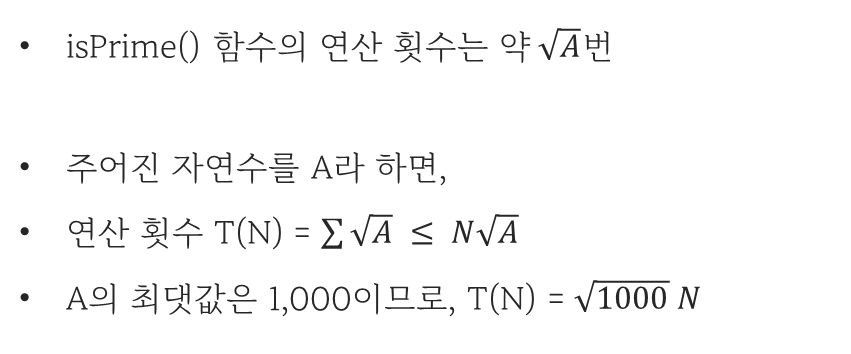 • isPrime() 함수의 연산 횟수는 약 √A번
• 주어진 자연수를 A라 하면,
• 연산 횟수 T(N) = ∑√A ≤ N√A
• A의 최댓값은 1,000이므로, T(N) = √1000 N